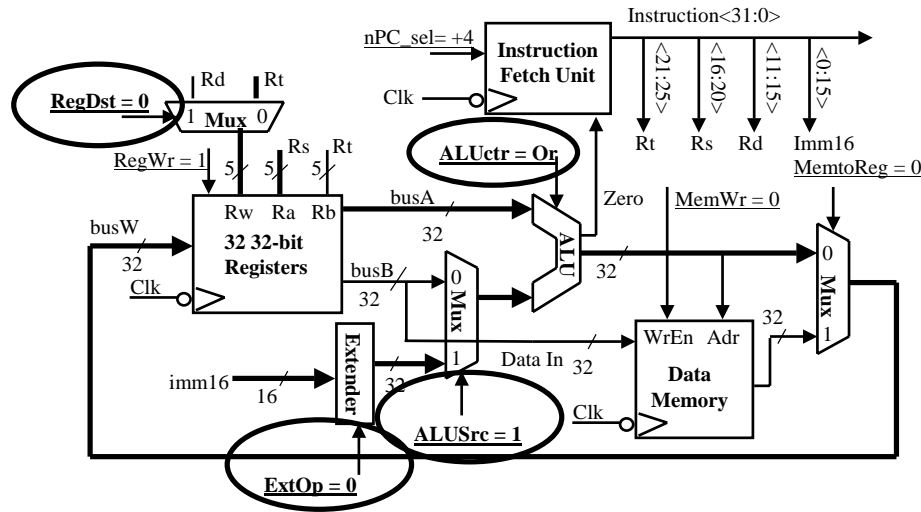 Instruction<31:0>
nPC_sel= +4
Instruction
Fetch Unit
Clk
<21:25>
<16:20>
<11:15>
<0:15>
Rt
Rs
Rd
Imm16
Rd
Rt
RegDst = 0
1
Mux
0
ALUctr = Or
RegWr = 1
5
5
Rs
5
Rt
MemtoReg = 0
Zero
MemWr = 0
busA
32
Rw
Ra
Rb
busW
32
32 32-bit
Registers
busB
32
Clk
0
Mux
1
ALU
32
0
Mux
1
WrEn
Adr
32
Data In
32
Data
Memory
Clk
Extender
imm16
16
32
ALUSrc = 1
ExtOp = 0